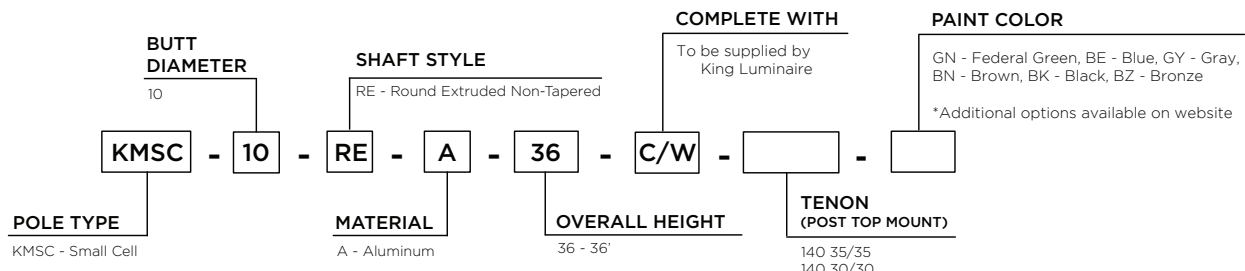 COMPLETE WITH
To be supplied by
King Luminaire
PAINT COLOR
GN - Federal Green, BE - Blue, GY - Gray,
BN - Brown, BK - Black, BZ - Bronze
*Additional options available on website
BUTT
DIAMETER
10
SHAFT STYLE
RE - Round Extruded Non-Tapered
KMSC - 10 - RE - A - 36 - C/W - -
POLE TYPE
KMSC - Small Cell
MATERIAL
A - Aluminum
OVERALL HEIGHT
36 - 36'
TENON
(POST TOP MOUNT)
140 35/35
140 30/30